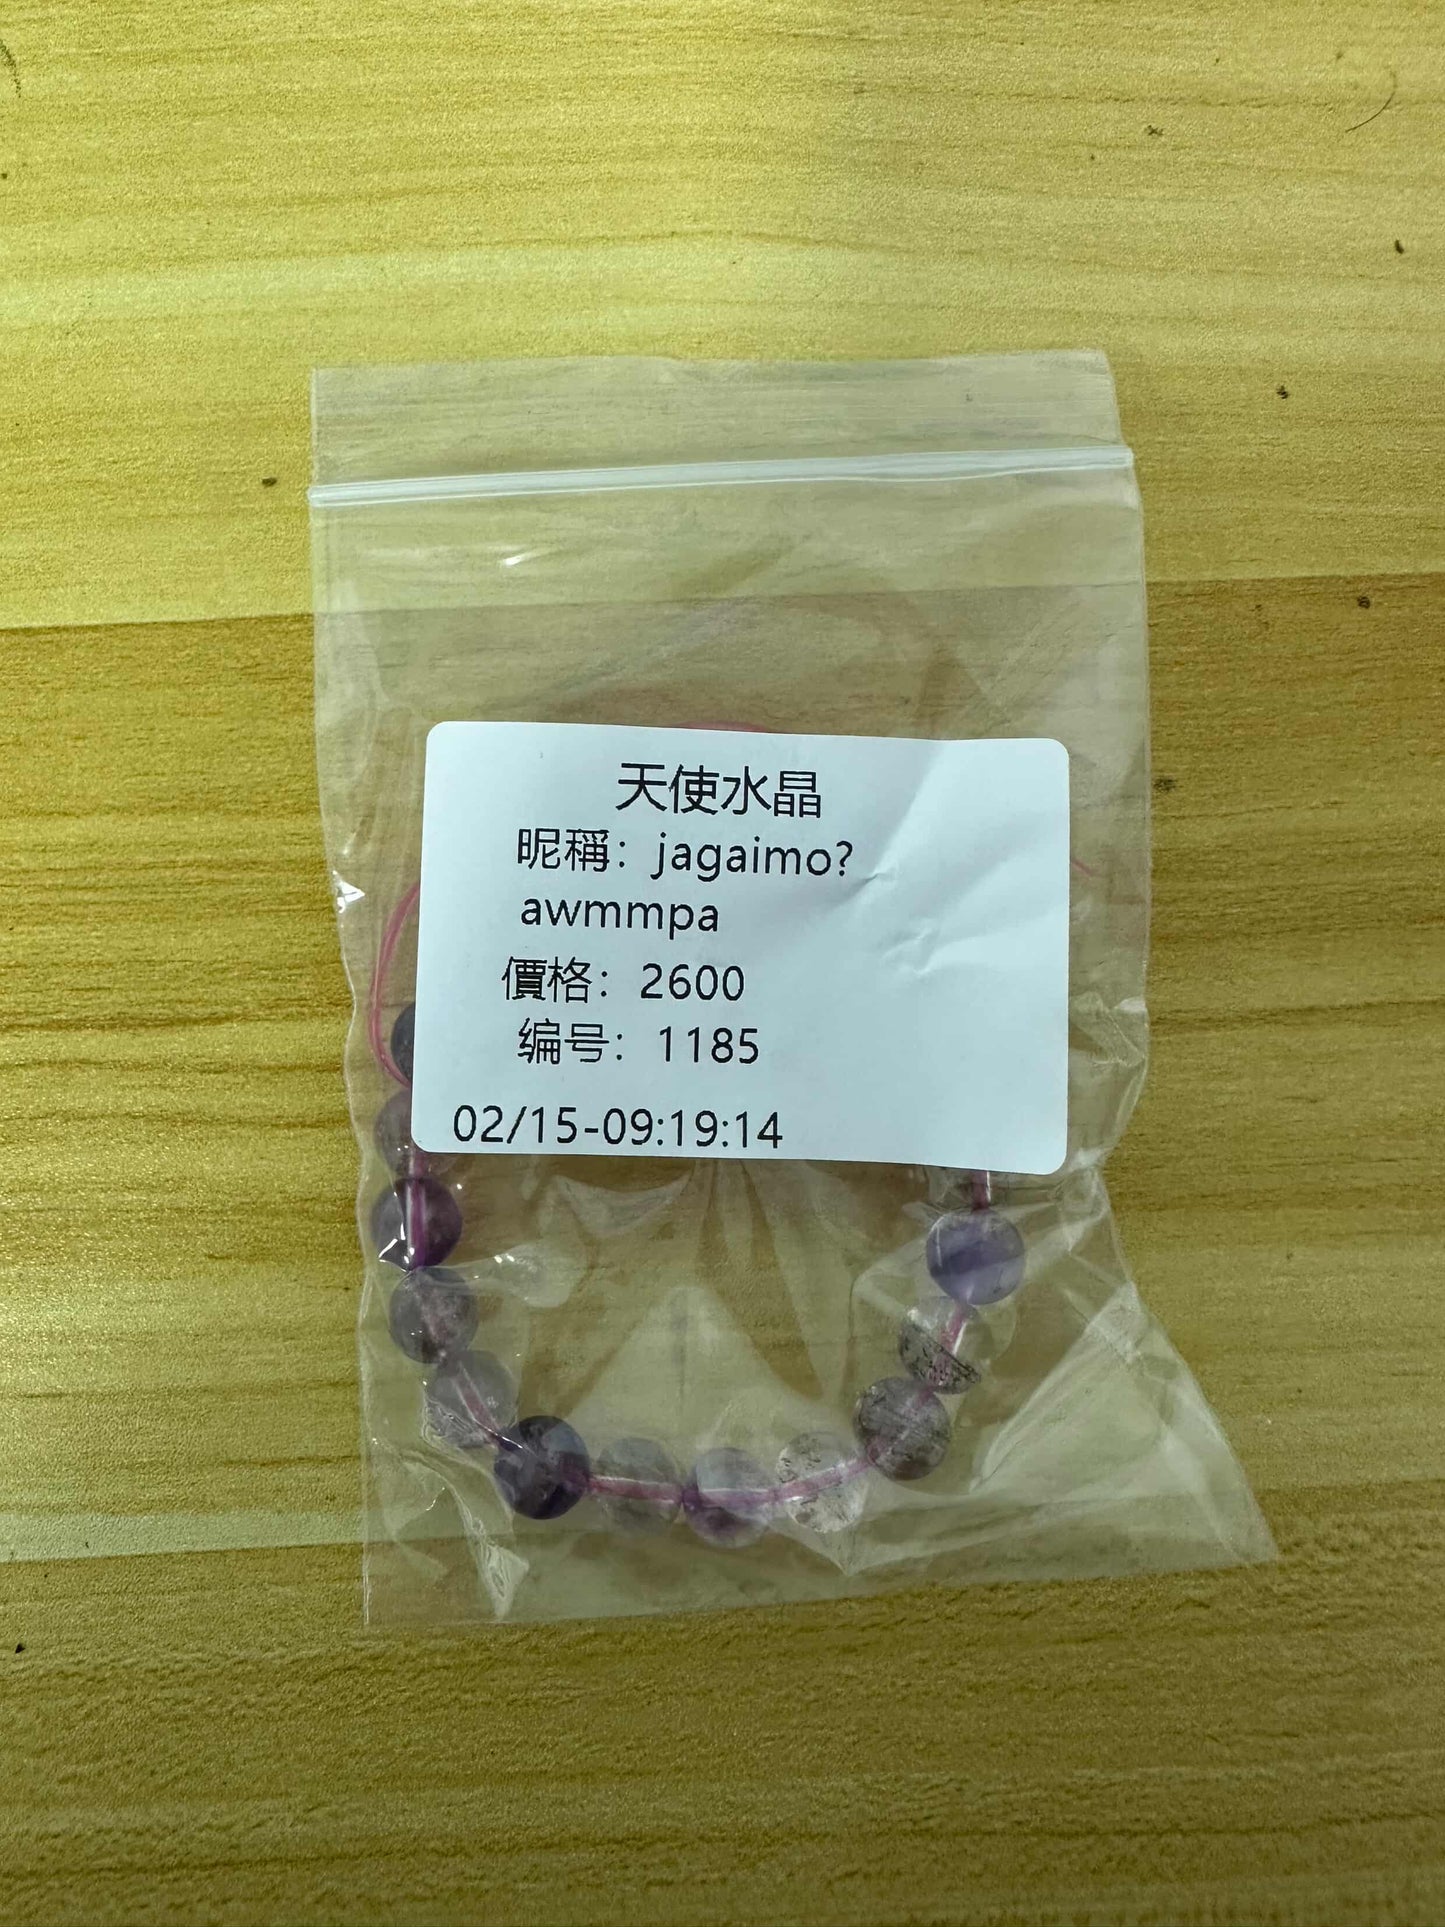 天使水晶
昵稱：jagaimo?
awmmpa
價格：2600
编号：1185
02/15-09:19:14